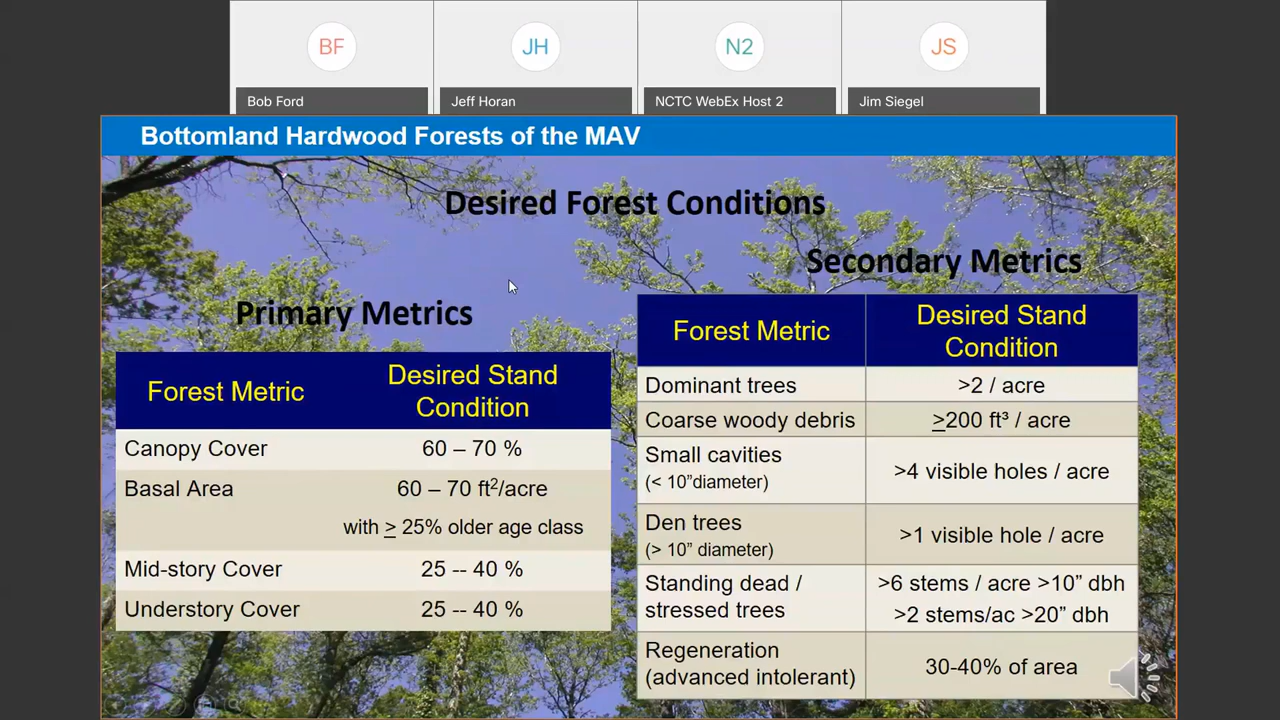 BF
JH
N2
JS
Bob Ford
Jeff Horan
NCTC WebEx Host 2
Jim Siegel
Bottomland Hardwood Forests of the MAV
Desired Forest Conditions
Primary Metrics
Forest Metric
Desired Stand
Condition
Canopy Cover
60 – 70 %
Basal Area
60 – 70 ft²/acre
with ≥ 25% older age class
Mid-story Cover
25 -- 40 %
Understory Cover
25 -- 40 %
Secondary Metrics
Forest Metric
Desired Stand
Condition
Dominant trees
>2 / acre
Coarse woody debris
≥200 ft³ / acre
Small cavities
(< 10”diameter)
>4 visible holes / acre
Den trees
(> 10” diameter)
>1 visible hole / acre
Standing dead /
stressed trees
>6 stems / acre >10” dbh
>2 stems/ac >20” dbh
Regeneration
(advanced intolerant)
30-40% of area